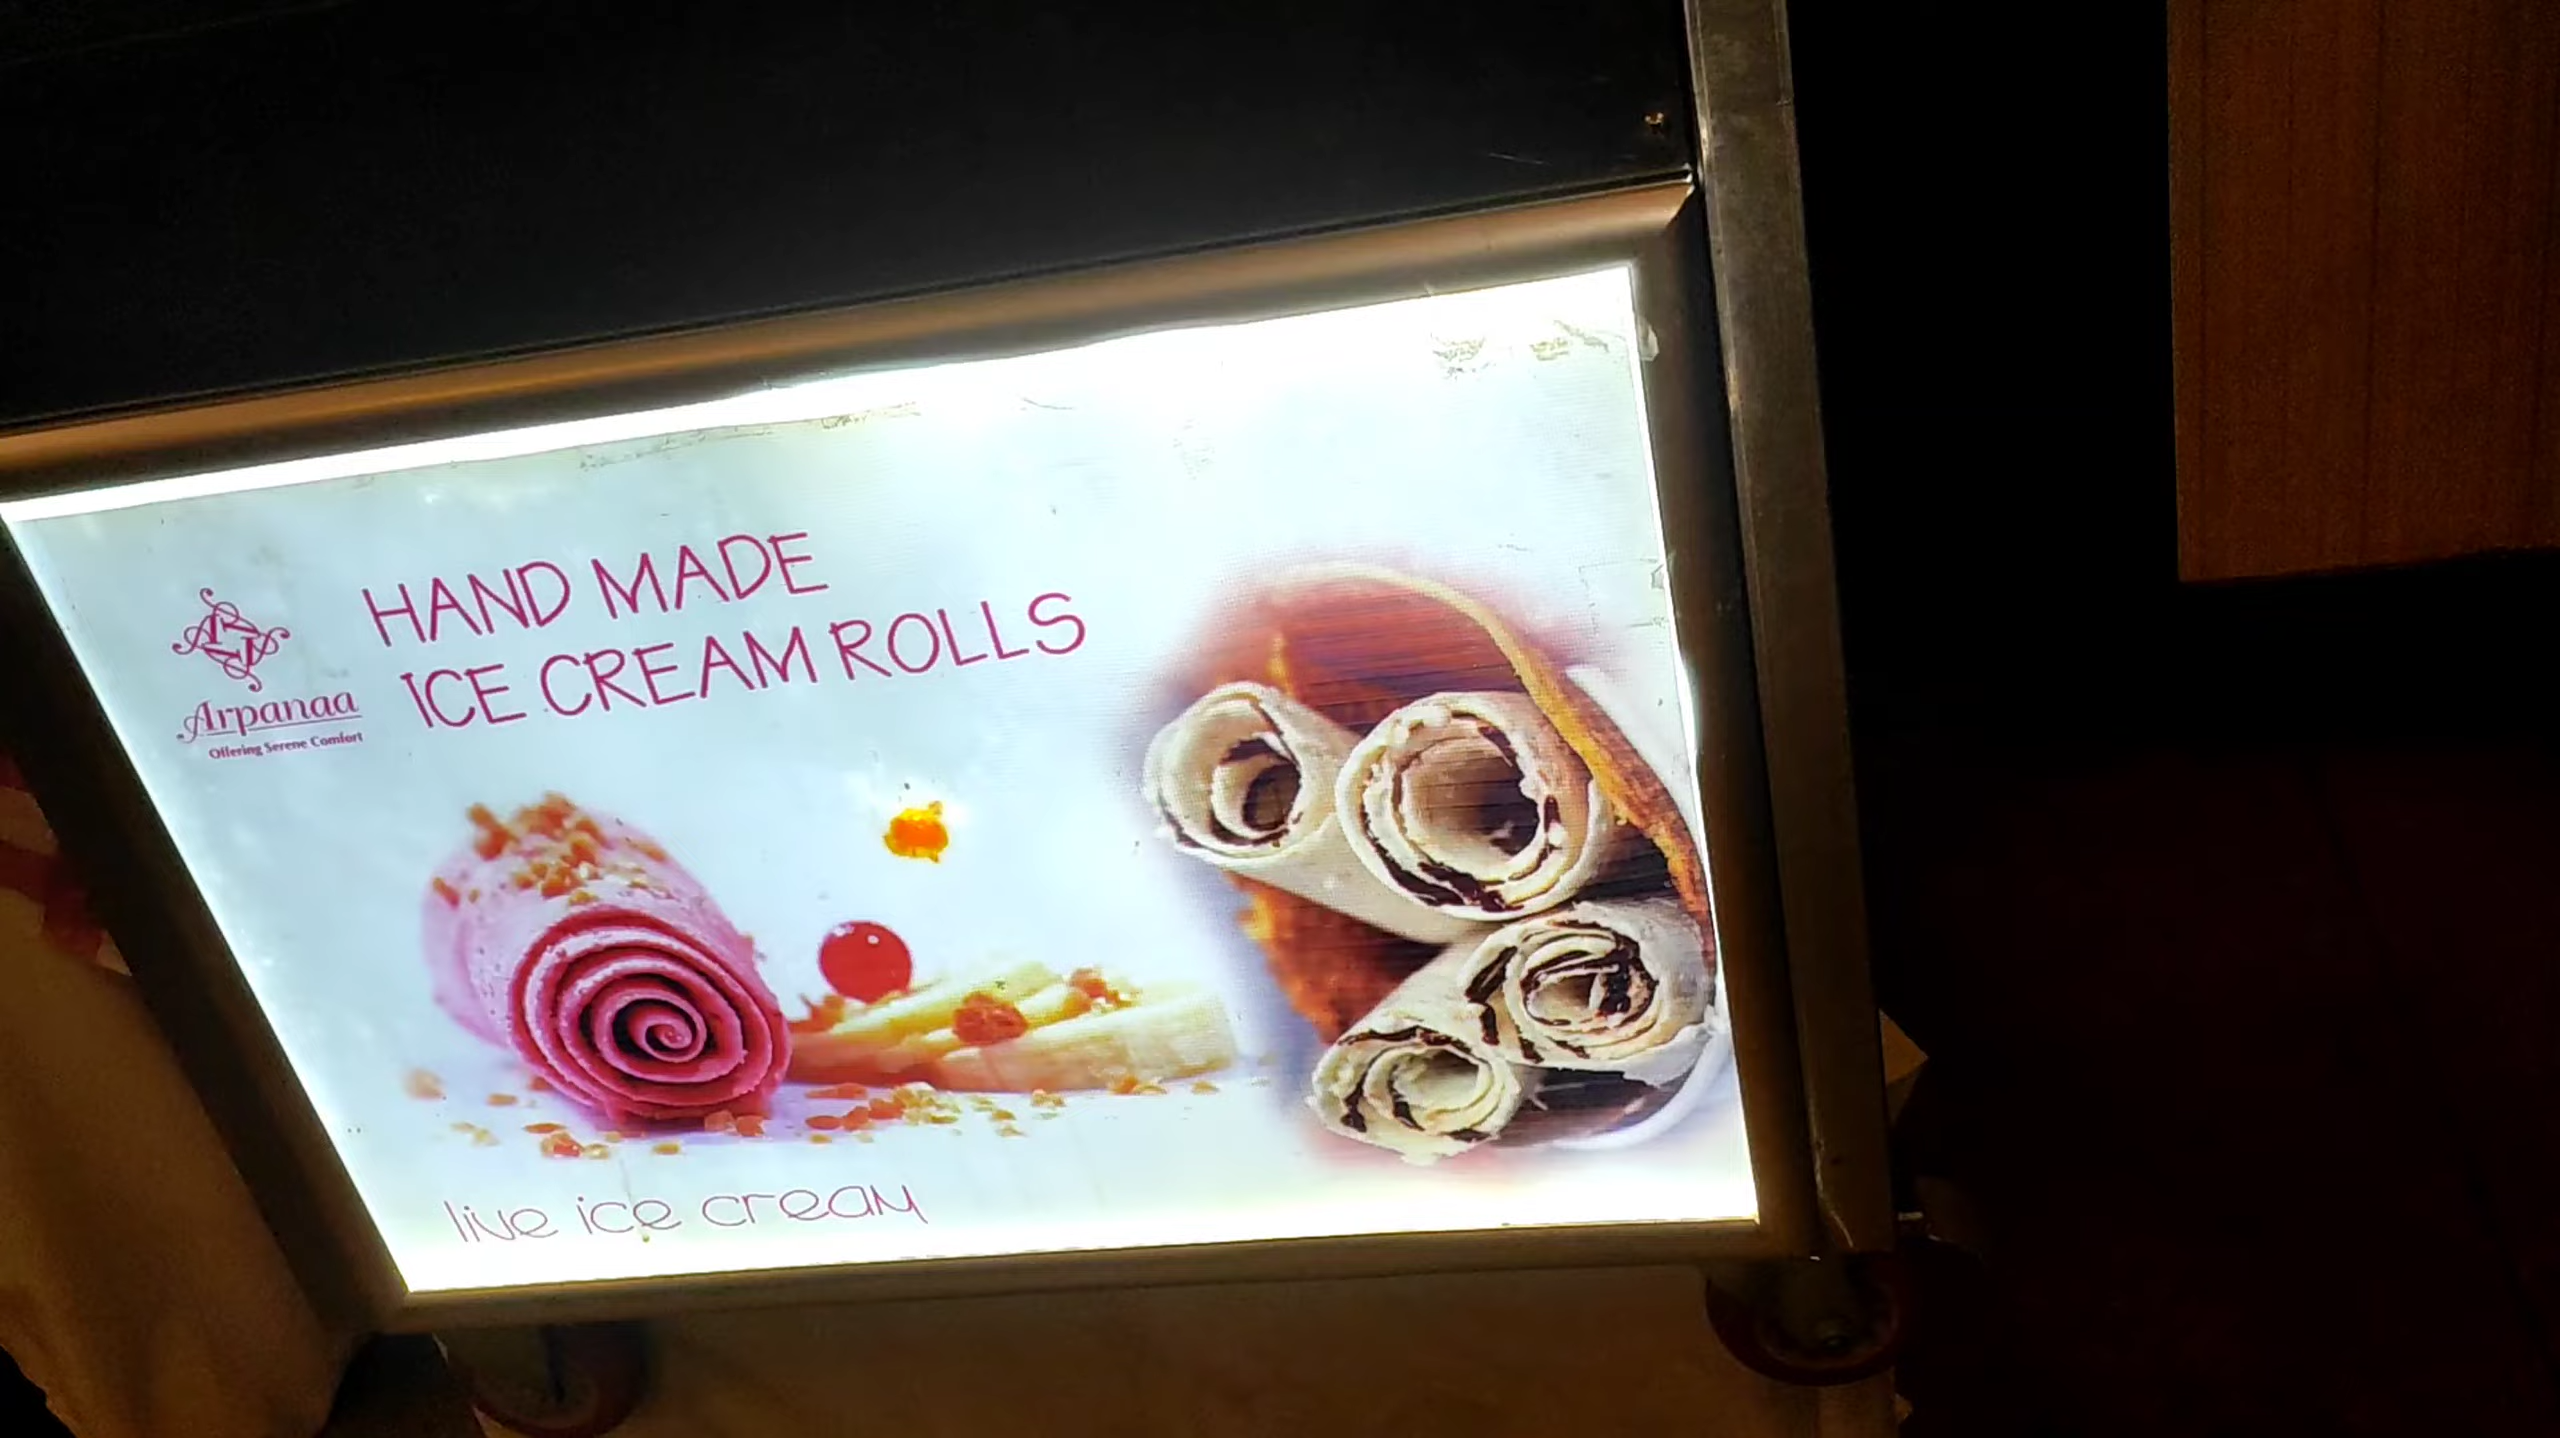 HAND MADE
ICE CREAM ROLLS
Arpanaa
Offering Serene Comfort
live ice cream